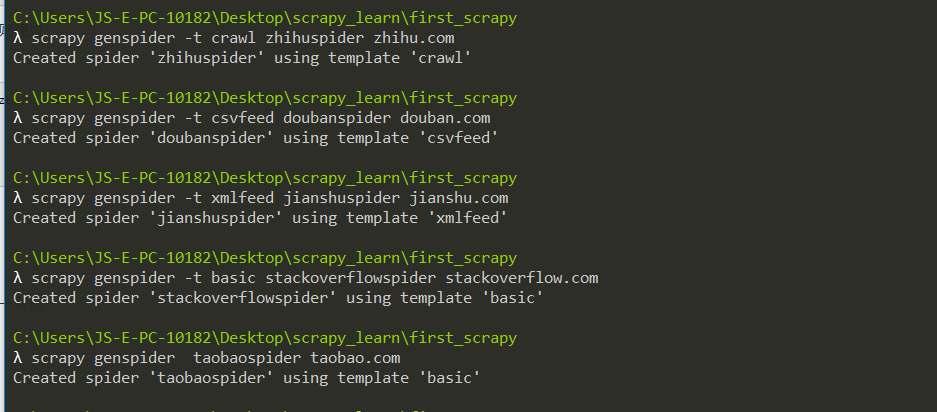 C:\Users\JS-E-PC-10182\Desktop\scrapy_learn\first_scrapy
λ scrapy genspider -t crawl zhihuspider zhihu.com
Created spider 'zhihuspider' using template 'crawl'
C:\Users\JS-E-PC-10182\Desktop\scrapy_learn\first_scrapy
λ scrapy genspider -t csvfeed doubanspider douban.com
Created spider 'doubanspider' using template 'csvfeed'
C:\Users\JS-E-PC-10182\Desktop\scrapy_learn\first_scrapy
λ scrapy genspider -t xmlfeed jianshuspider jianshu.com
Created spider 'jianshuspider' using template 'xmlfeed'
C:\Users\JS-E-PC-10182\Desktop\scrapy_learn\first_scrapy
λ scrapy genspider -t basic stackoverflowspider stackoverflow.com
Created spider 'stackoverflowspider' using template 'basic'
C:\Users\JS-E-PC-10182\Desktop\scrapy_learn\first_scrapy
λ scrapy genspider  taobaospider taobao.com
Created spider 'taobaospider' using template 'basic'